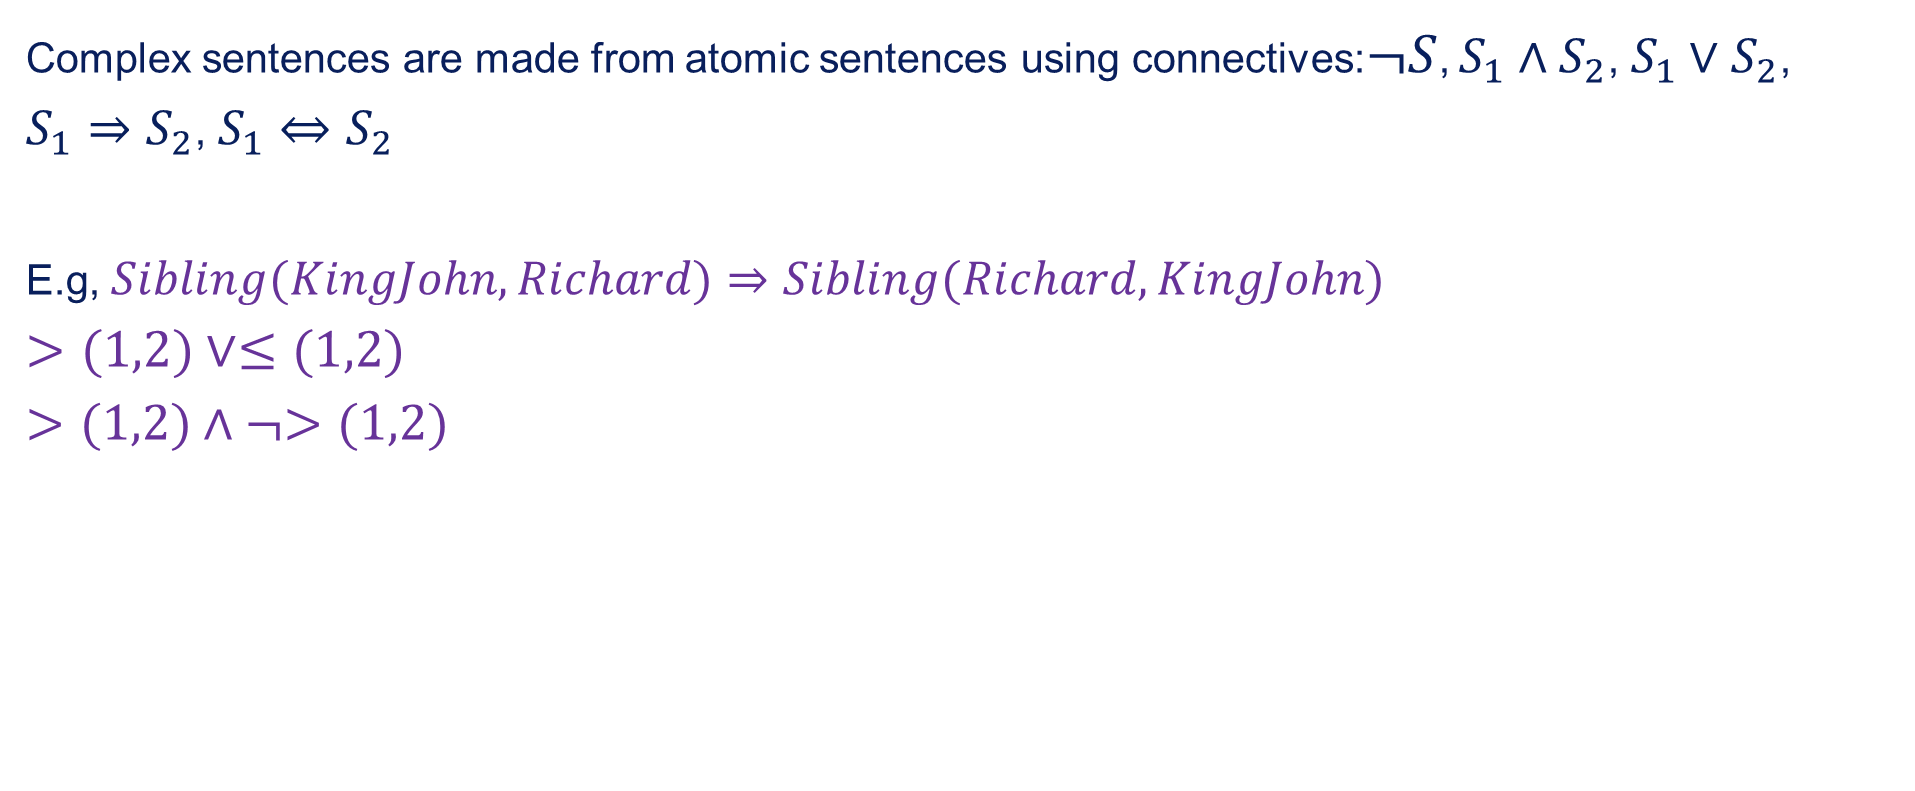 Complex sentences are made from atomic sentences using connectives:¬S, S₁ ∧ S₂, S₁ ∨ S₂,
S₁ ⇒ S₂, S₁ ⇔ S₂
E.g, Sibling(KingJohn, Richard) ⇒ Sibling(Richard, KingJohn)
> (1,2) ∨≤ (1,2)
> (1,2) ∧ ¬> (1,2)